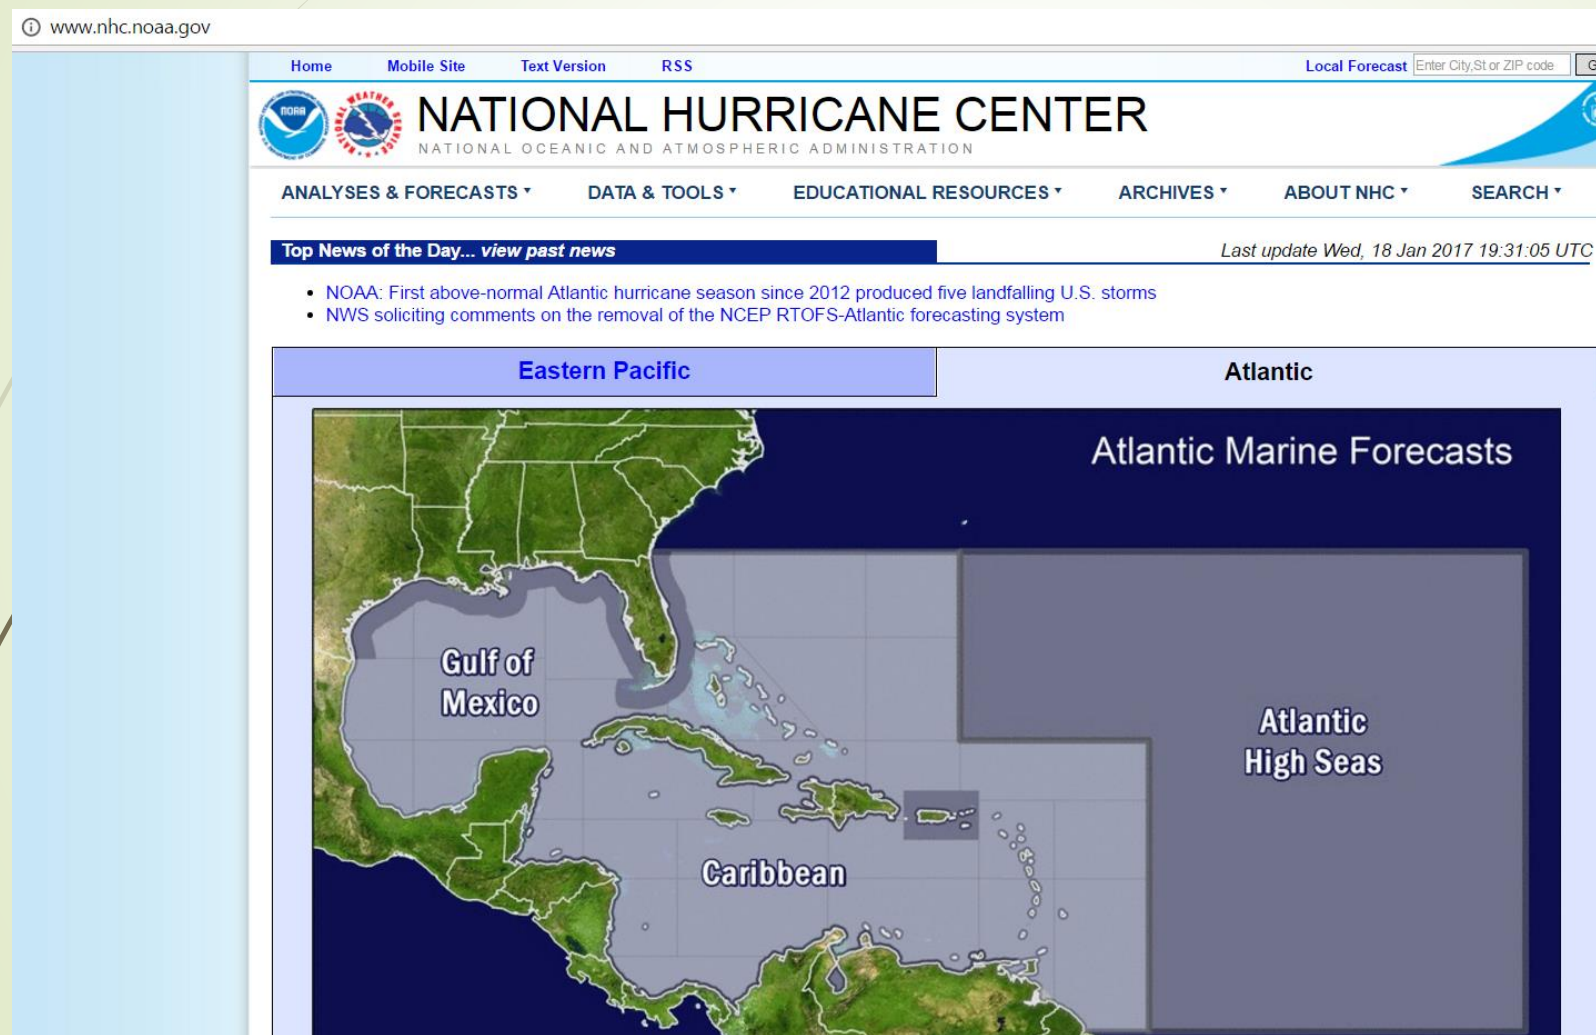 www.nhc.noaa.gov
Home Mobile Site Text Version RSS Local Forecast Enter City,St or ZIP code G
NOAA
NATIONAL WEATHER SERVICE
NATIONAL HURRICANE CENTER
NATIONAL OCEANIC AND ATMOSPHERIC ADMINISTRATION
ANALYSES & FORECASTS DATA & TOOLS EDUCATIONAL RESOURCES ARCHIVES ABOUT NHC SEARCH
Top News of the Day... view past news Last update Wed, 18 Jan 2017 19:31:05 UTC
• NOAA: First above-normal Atlantic hurricane season since 2012 produced five landfalling U.S. storms
• NWS soliciting comments on the removal of the NCEP RTOFS-Atlantic forecasting system
Eastern Pacific Atlantic
Atlantic Marine Forecasts
Gulf of
Mexico
Atlantic
High Seas
Caribbean